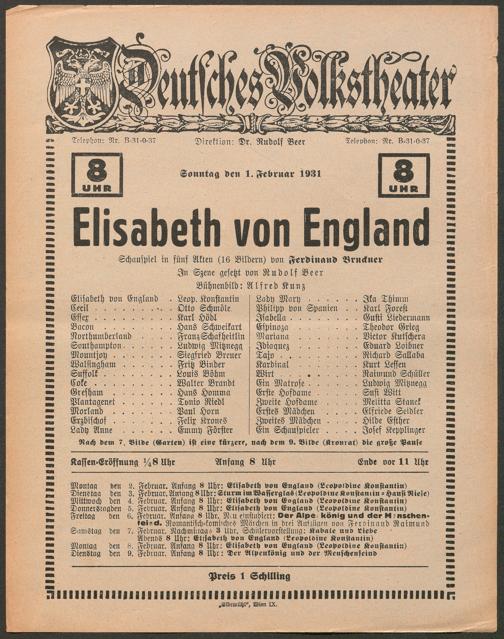 Deutsches Volkstheater
Telephon: Nr. B-31-0-37 Direktion: Dr. Rudolf Beer Telephon: Nr. B-31-0-37
8 UHR Sonntag den 1. Februar 1931 8 UHR
Elisabeth von England
Schauspiel in fünf Akten (16 Bildern) von Ferdinand Bruckner
In Szene gesetzt von Rudolf Beer
Bühnenbild: Alfred Kunz
Elisabeth von England . Leop. Konstantin
Cecil . . . . Otto Schmöle
Essex . . . . Karl Hödl
Bacon . . . . Hans Schweikart
Northumberland . . . . Franz Schafheitlin
Southampton . . . . Ludwig Mitnegg
Mountjoy . . . . Siegfried Breuer
Walsingham . . . . Fritz Binder
Suffolk . . . . Louis Böhm
Coke . . . . Walter Brandt
Gresham . . . . Hans Homma
Plantagenet . . . . Tonio Riedl
Morland . . . . Paul Horn
Erzbischof . . . . Felix Krones
Lady Anne . . . . Emmy Förster
Lady Mary . . . . Ika Thimm
Philipp von Spanien . . Karl Forest
Isabella . . . . Gusti Liedermann
Espinoza . . . . Theodor Grieg
Mariana . . . . Victor Kutschera
Idiaquez . . . . Eduard Loibner
Tajo . . . . Richard Sallaba
Kardinal . . . . Kurt Lessen
Wirt . . . . Raimund Schüller
Ein Matrose . . . . Ludwig Mitnegg
Erste Hofdame . . . . Susi Witt
Zweite Hofdame . . . . Melitta Stanek
Erstes Mädchen . . . . Elfriede Seidler
Zweites Mädchen . . . . Hilde Esther
Ein Schauspieler . . . . Josef Kepplinger
Nach dem 7. Bilde (Garten) ist eine kürzere, nach dem 9. Bilde (Kronrat) die große Pause
Kassen-Eröffnung ½8 Uhr Anfang 8 Uhr Ende vor 11 Uhr
Montag den 2. Februar. Anfang 8 Uhr: Elisabeth von England (Leopoldine Konstantin)
Dienstag den 3. Februar. Anfang 8 Uhr: Sturm im Wasserglas (Leopoldine Konstantin - Hansi Niese)
Mittwoch den 4. Februar. Anfang 8 Uhr: Elisabeth von England (Leopoldine Konstantin)
Donnerstag den 5. Februar. Anfang 8 Uhr: Elisabeth von England (Leopoldine Konstantin)
Freitag den 6. Februar. Anfang 8 Uhr. Neu einstudiert: Der Alpenkönig und der Menschen-
feind. Romantisch-komisches Märchen in drei Aufzügen von Ferdinand Raimund
Samstag den 7. Februar. Nachmittags 3 Uhr, Schülervorstellung: Kabale und Liebe
Abends 8 Uhr: Elisabeth von England (Leopoldine Konstantin)
Montag den 8. Februar. Anfang 8 Uhr: Elisabeth von England (Leopoldine Konstantin)
Dienstag den 9. Februar. Anfang 8 Uhr: Der Alpenkönig und der Menschenfeind
Preis 1 Schilling
Wien IX.